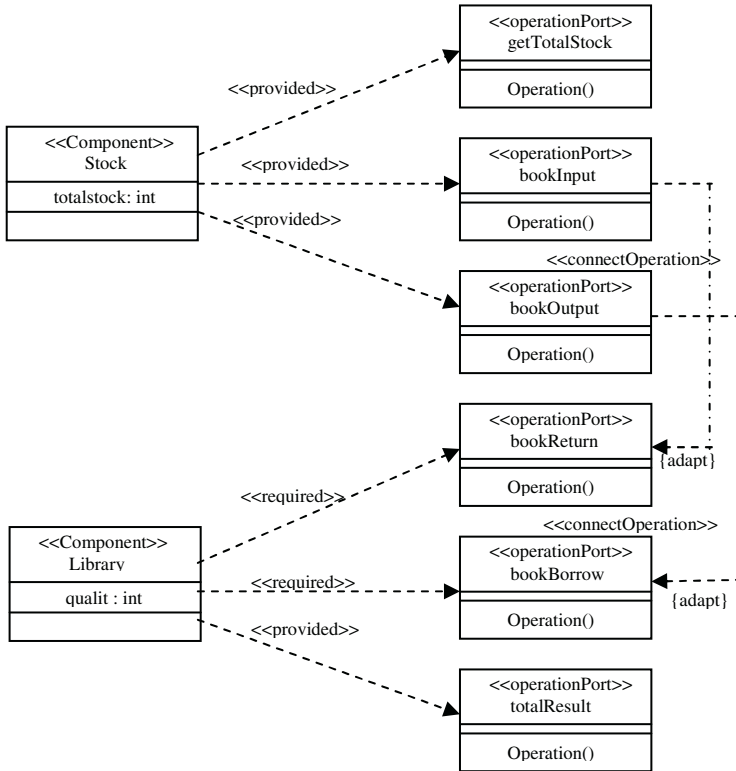 <<operationPort>>
getTotalStock
Operation()
<<provided>>
<<Component>>
Stock
totalstock: int
<<provided>>
<<operationPort>>
bookInput
Operation()
<<provided>>
<<connectOperation>>
<<operationPort>>
bookOutput
Operation()
<<operationPort>>
bookReturn
Operation()
{adapt}
<<required>>
<<connectOperation>>
<<Component>>
Library
qualit : int
<<required>>
<<operationPort>>
bookBorrow
Operation()
{adapt}
<<provided>>
<<operationPort>>
totalResult
Operation()